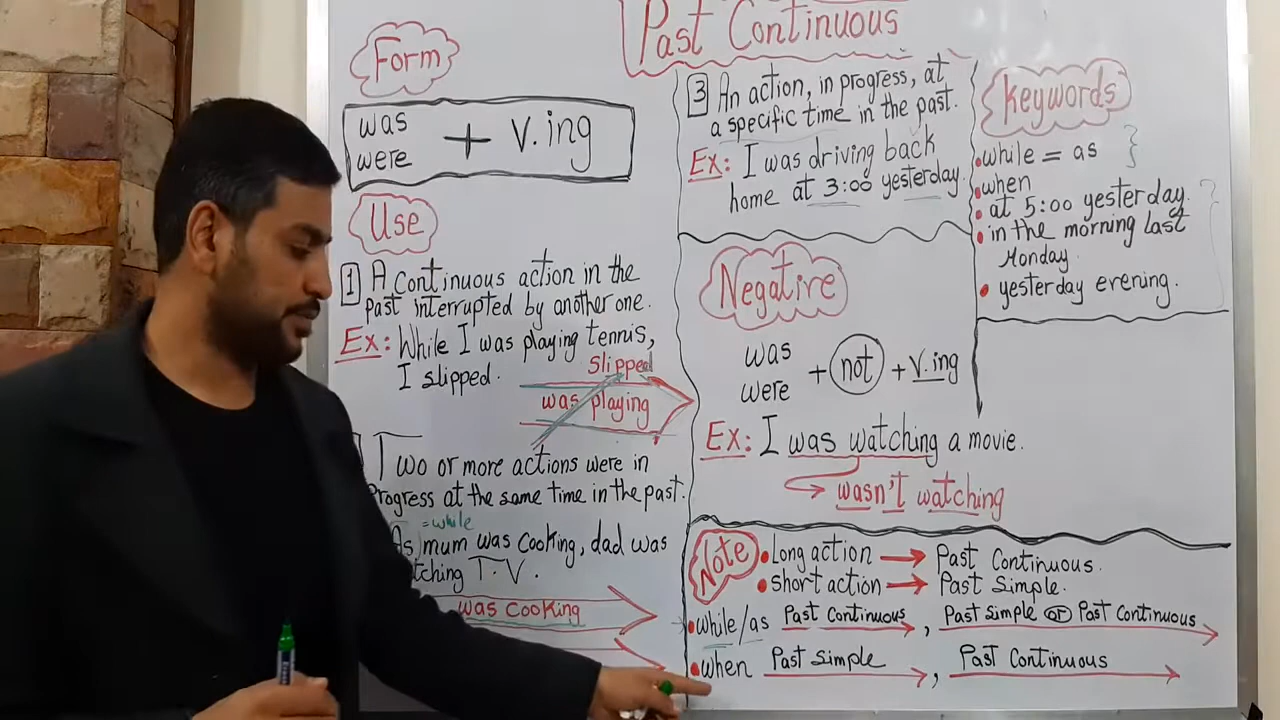 Past Continuous
Form
was
were
+ v.ing
Use
1 A Continuous action in the
past interrupted by another one.
Ex: While I was playing tennis,
I slipped.
Slipped
was playing
Two or more actions were in
Progress at the same time in the past.
=while
As mum was cooking, dad was
T.V.
was cooking
3 An action, in progress, at
a specific time in the past.
Ex: I was driving back
home at 3:00 yesterday.
keywords
while = as
when
at 5:00 yesterday.
in the morning last
Monday.
yesterday evening.
Negative
was
were
+ not + v.ing
Ex: I was watching a movie.
wasn't watching
Note
Long action → Past Continuous.
short action → Past Simple.
while/as Past Continuous, Past Simple or Past Continuous
when Past Simple, Past Continuous